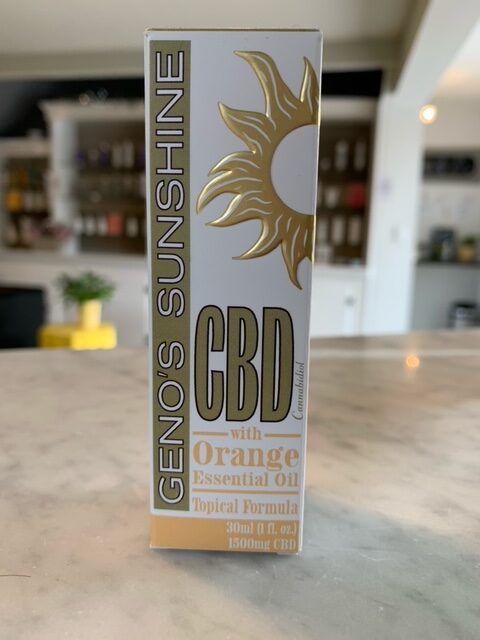 GENO'S SUNSHINE
CBD
Cannabidiol
with
Orange
Essential Oil
Topical Formula
30ml (1 fl. oz.)
1500mg CBD